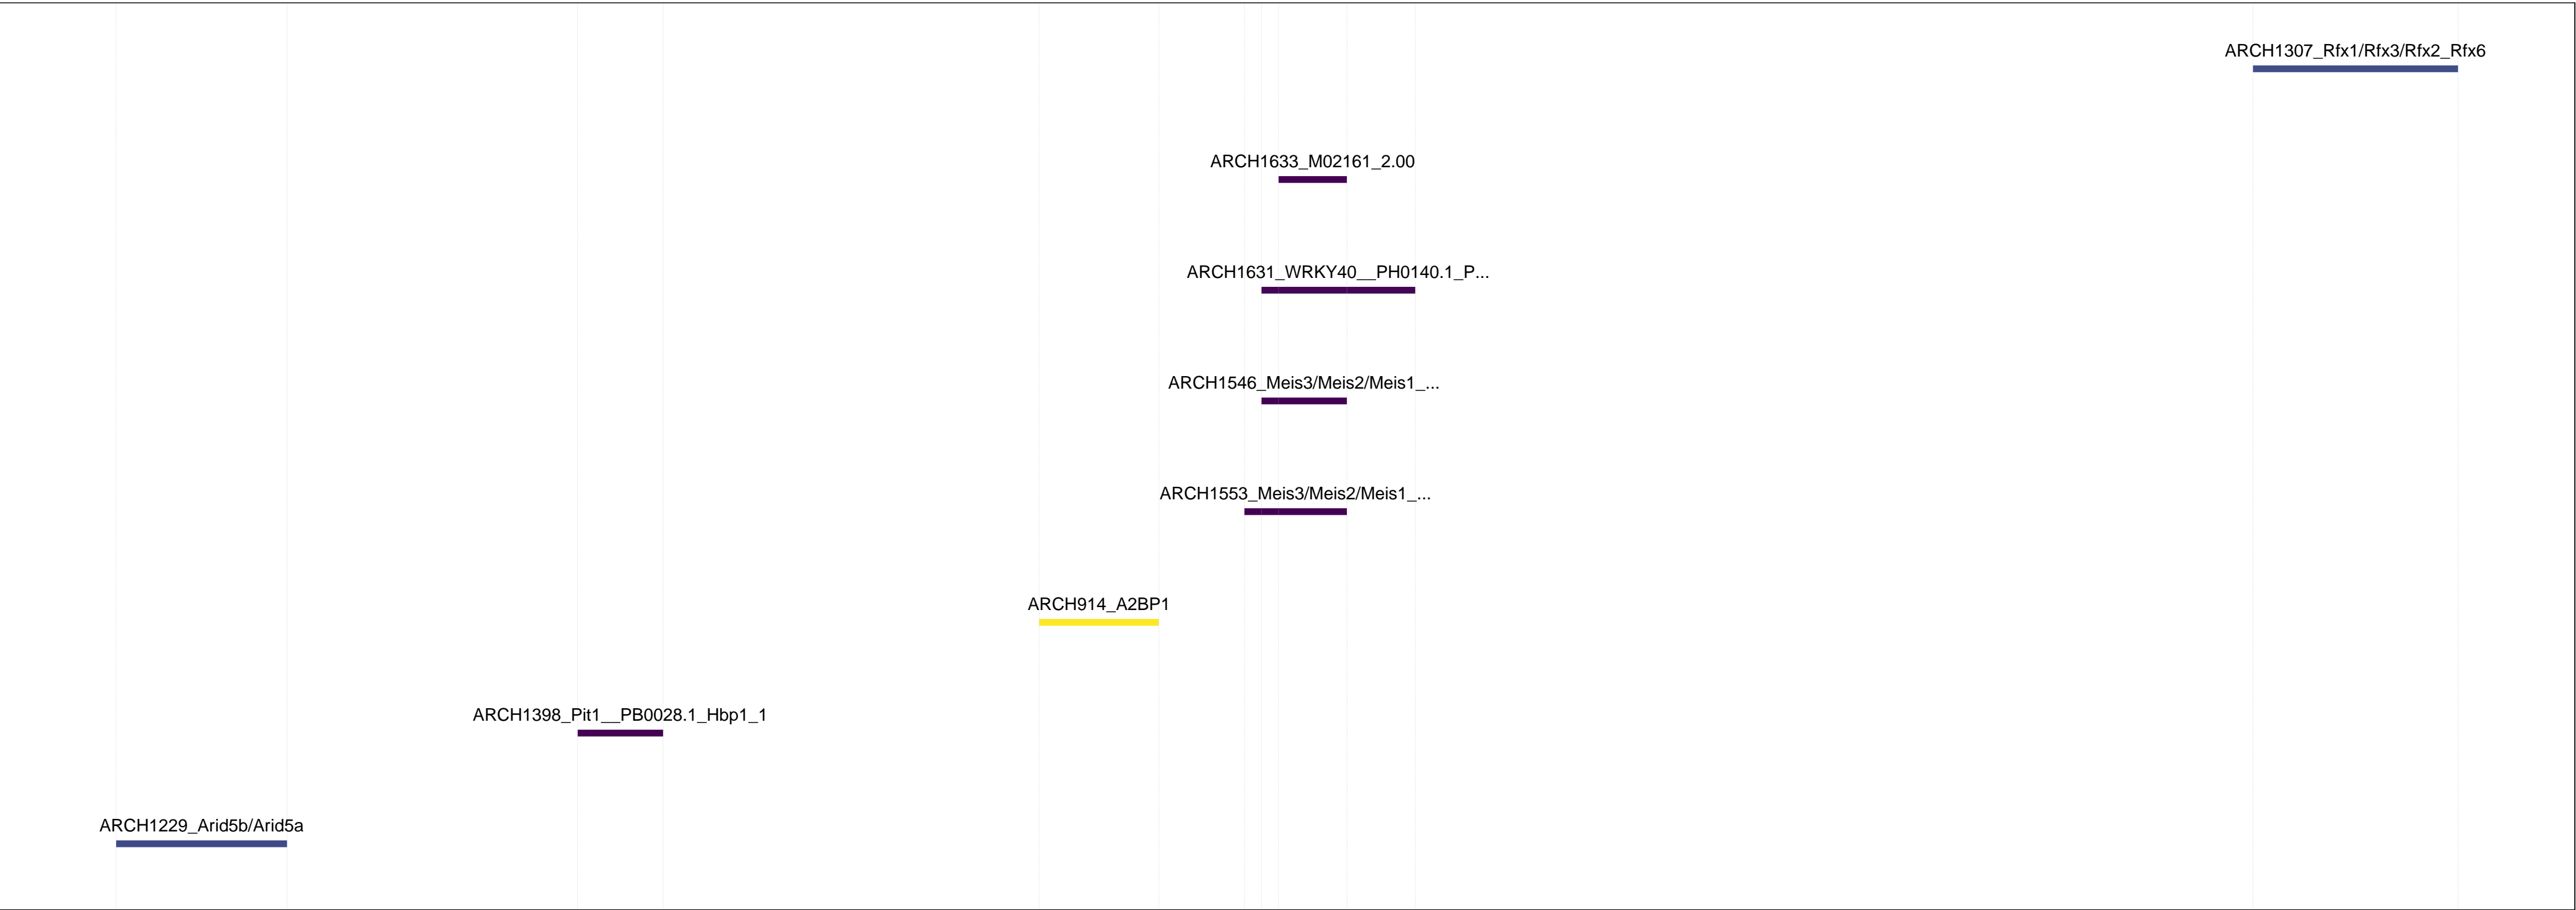 ARCH1307_Rfx1/Rfx3/Rfx2_Rfx6
ARCH1633_M02161_2.00
ARCH1631_WRKY40__PH0140.1_P...
ARCH1546_Meis3/Meis2/Meis1_...
ARCH1553_Meis3/Meis2/Meis1_...
ARCH914_A2BP1
ARCH1398_Pit1__PB0028.1_Hbp1_1
ARCH1229_Arid5b/Arid5a